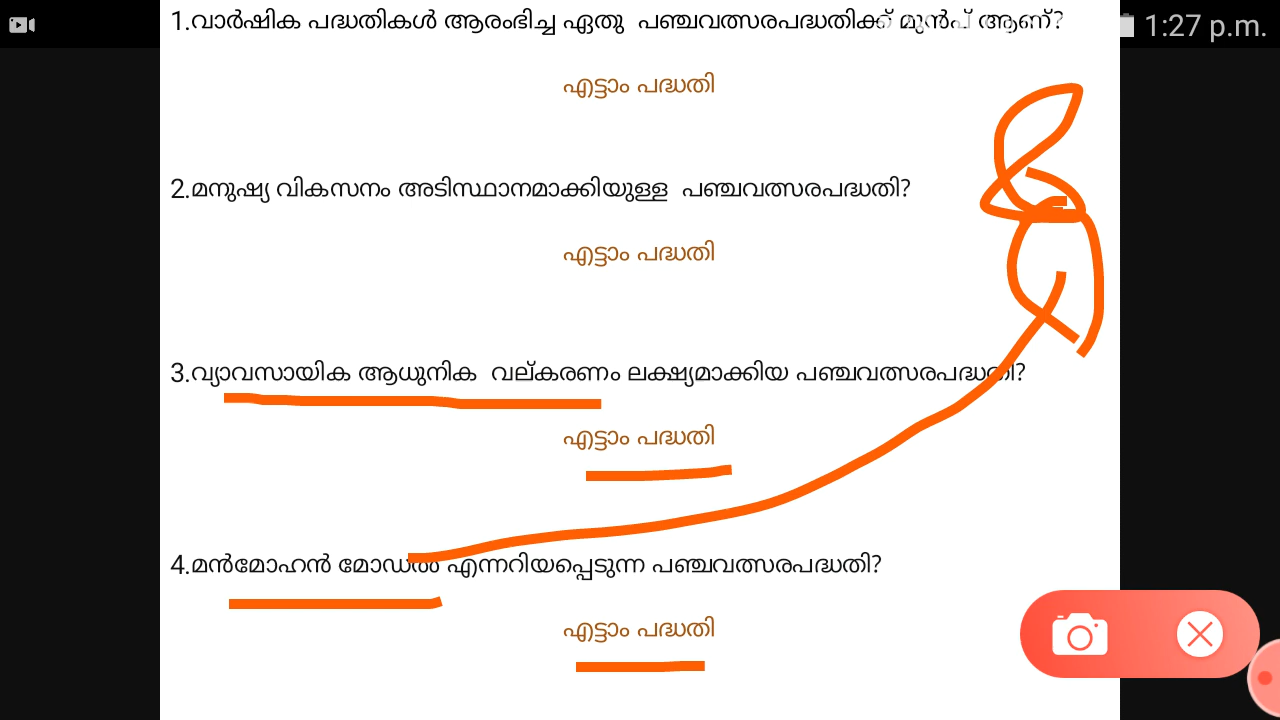 1.വാർഷിക പദ്ധതികൾ ആരംഭിച്ച ഏതു പഞ്ചവത്സരപദ്ധതിക്ക് മുൻപ് ആണ്?
1:27 p.m.
എട്ടാം പദ്ധതി
2.മനുഷ്യ വികസനം അടിസ്ഥാനമാക്കിയുള്ള പഞ്ചവത്സരപദ്ധതി?
എട്ടാം പദ്ധതി
3.വ്യാവസായിക ആധുനിക വല്കരണം ലക്ഷ്യമാക്കിയ പഞ്ചവത്സരപദ്ധതി?
എട്ടാം പദ്ധതി
4.മൻമോഹൻ മോഡൽ എന്നറിയപ്പെടുന്ന പഞ്ചവത്സരപദ്ധതി?
എട്ടാം പദ്ധതി